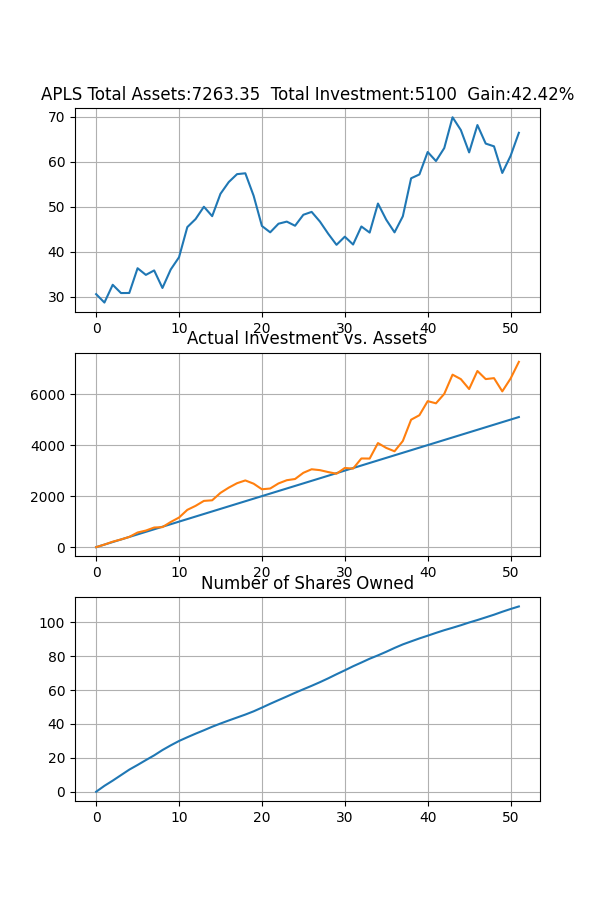 APLS Total Assets:7263.35  Total Investment:5100  Gain:42.42%
70
60
50
40
30
0 10 20 30 40 50
Actual Investment vs. Assets
6000
4000
2000
0
0 10 20 30 40 50
Number of Shares Owned
100
80
60
40
20
0
0 10 20 30 40 50